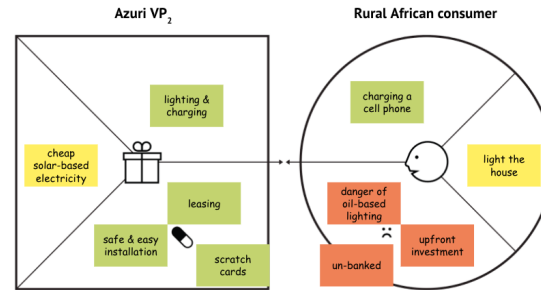 Azuri VP2
Rural African consumer
lighting &
charging
cheap
solar-based
electricity
leasing
safe & easy
installation
scratch
cards
charging a
cell phone
light the
house
danger of
oil-based
lighting
upfront
investment
un-banked